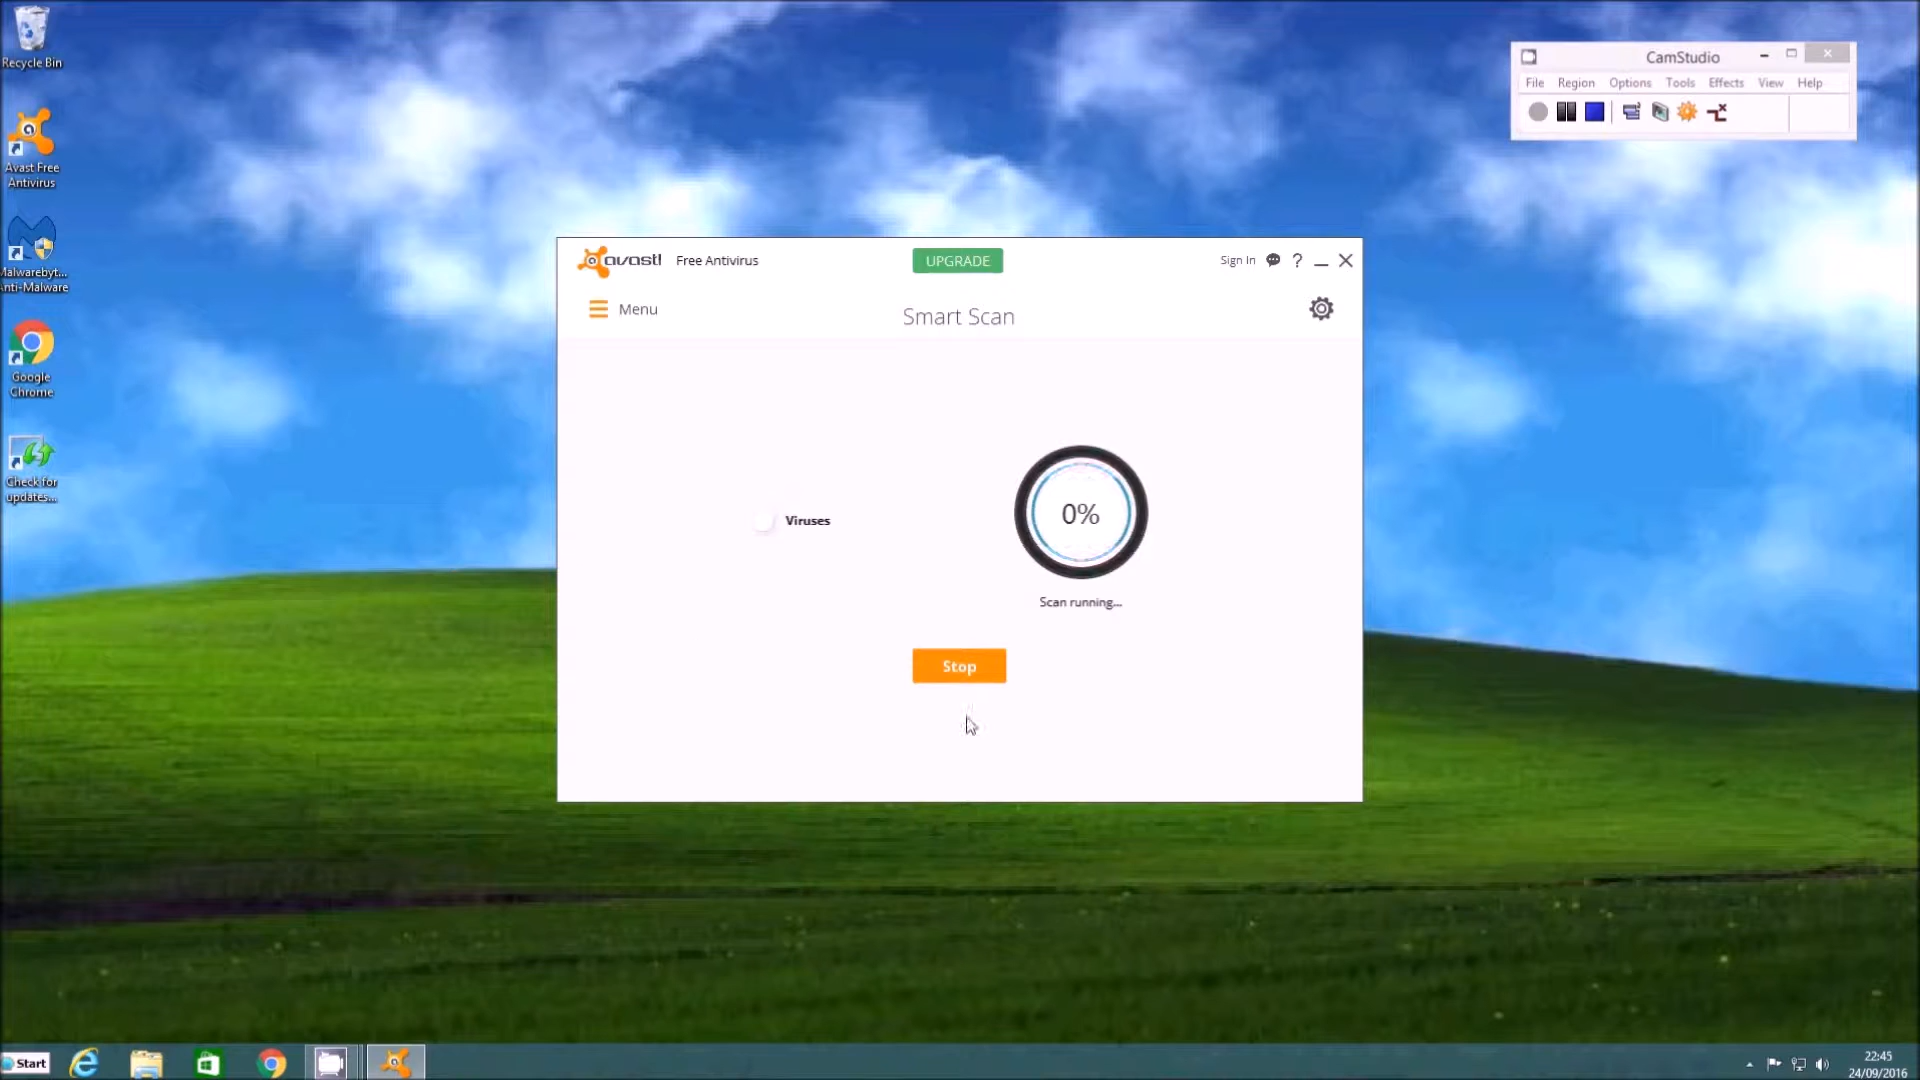 Recycle Bin
Avast Free
Antivirus
Malwarebyt...
Anti-Malware
Google
Chrome
Check for
updates...
CamStudio
File Region Options Tools Effects View Help
avast! Free Antivirus
UPGRADE
Sign In
?
Menu
Smart Scan
Viruses
0%
Scan running...
Stop
Start
22:45
24/09/2016